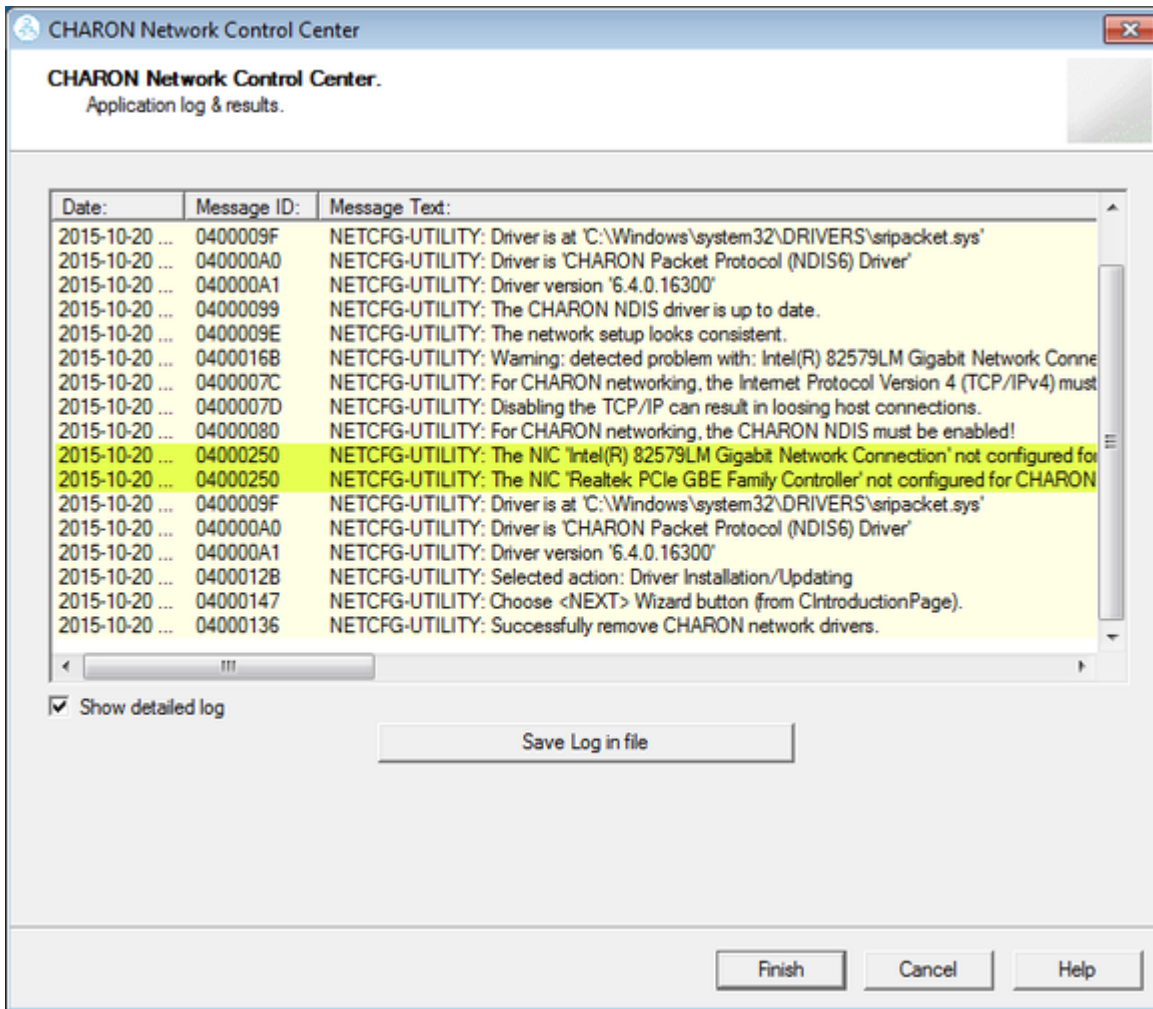 CHARON Network Control Center
CHARON Network Control Center.
Application log & results.
Date: Message ID: Message Text:
2015-10-20 ... 0400009F NETCFG-UTILITY: Driver is at 'C:\Windows\system32\DRIVERS\sripacket.sys'
2015-10-20 ... 040000A0 NETCFG-UTILITY: Driver is 'CHARON Packet Protocol (NDIS6) Driver'
2015-10-20 ... 040000A1 NETCFG-UTILITY: Driver version '6.4.0.16300'
2015-10-20 ... 04000099 NETCFG-UTILITY: The CHARON NDIS driver is up to date.
2015-10-20 ... 0400009E NETCFG-UTILITY: The network setup looks consistent.
2015-10-20 ... 0400016B NETCFG-UTILITY: Warning: detected problem with: Intel(R) 82579LM Gigabit Network Conne
2015-10-20 ... 0400007C NETCFG-UTILITY: For CHARON networking, the Internet Protocol Version 4 (TCP/IPv4) must
2015-10-20 ... 0400007D NETCFG-UTILITY: Disabling the TCP/IP can result in loosing host connections.
2015-10-20 ... 04000080 NETCFG-UTILITY: For CHARON networking, the CHARON NDIS must be enabled!
2015-10-20 ... 04000250 NETCFG-UTILITY: The NIC 'Intel(R) 82579LM Gigabit Network Connection' not configured for
2015-10-20 ... 04000250 NETCFG-UTILITY: The NIC 'Realtek PCIe GBE Family Controller' not configured for CHARON
2015-10-20 ... 0400009F NETCFG-UTILITY: Driver is at 'C:\Windows\system32\DRIVERS\sripacket.sys'
2015-10-20 ... 040000A0 NETCFG-UTILITY: Driver is 'CHARON Packet Protocol (NDIS6) Driver'
2015-10-20 ... 040000A1 NETCFG-UTILITY: Driver version '6.4.0.16300'
2015-10-20 ... 0400012B NETCFG-UTILITY: Selected action: Driver Installation/Updating
2015-10-20 ... 04000147 NETCFG-UTILITY: Choose <NEXT> Wizard button (from CIntroductionPage).
2015-10-20 ... 04000136 NETCFG-UTILITY: Successfully remove CHARON network drivers.
Show detailed log
Save Log in file
Finish Cancel Help